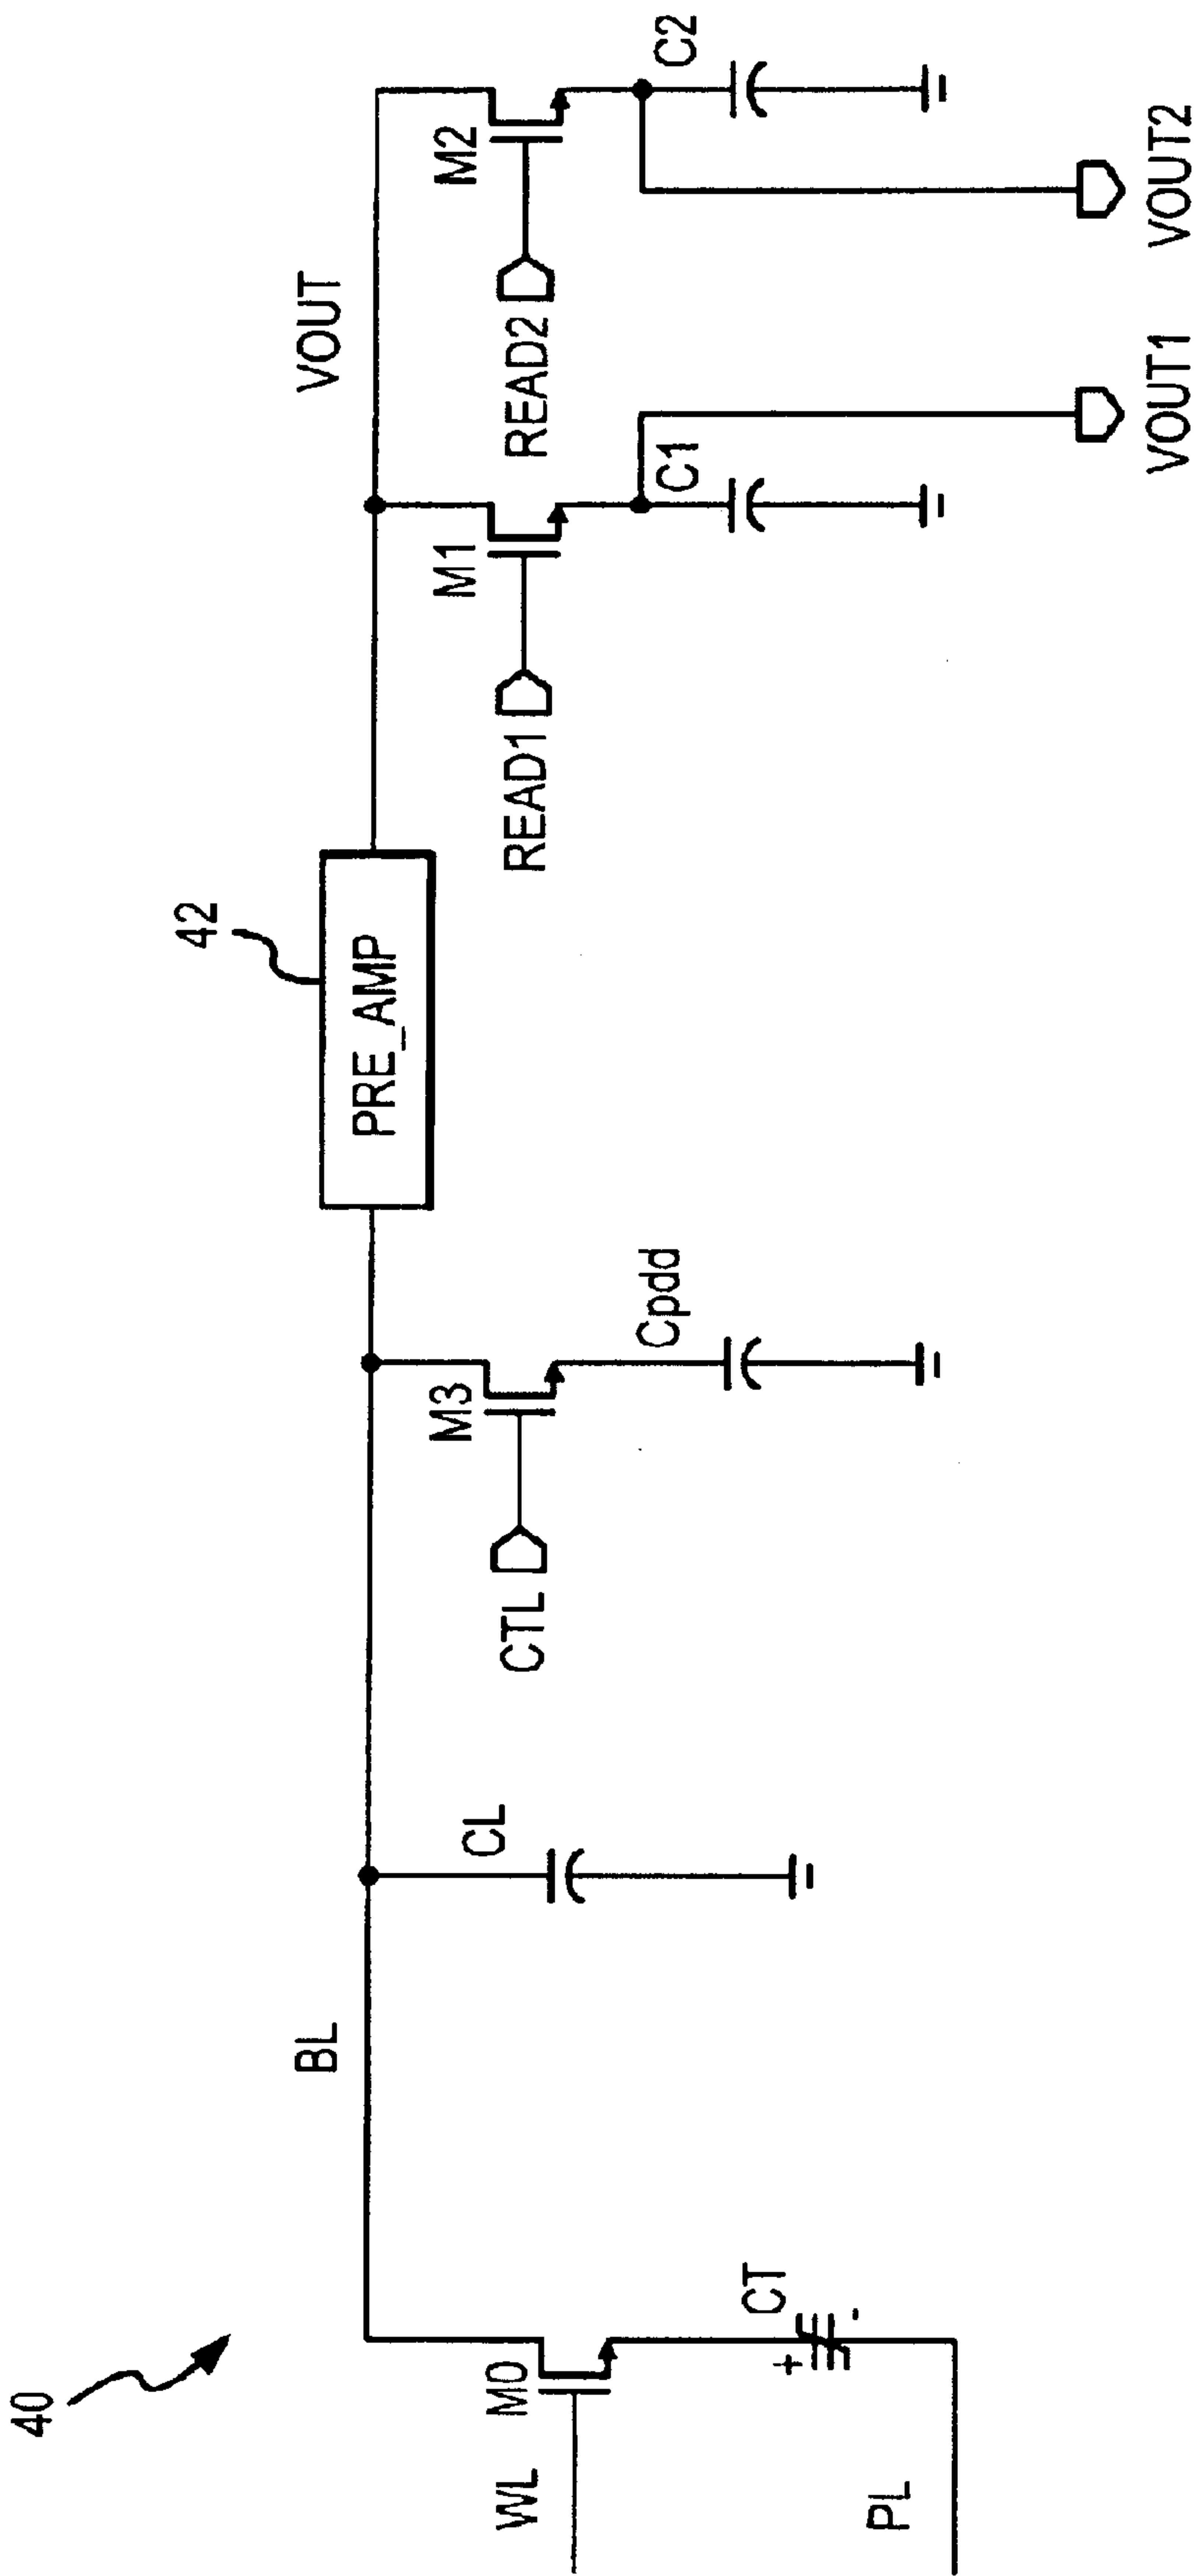 40
42
BL
VOUT
PRE_AMP
WL
M0
CL
M3
M1
M2
CTL
READ1
READ2
CT
+
-
Cpdd
C1
C2
PL
VOUT1
VOUT2